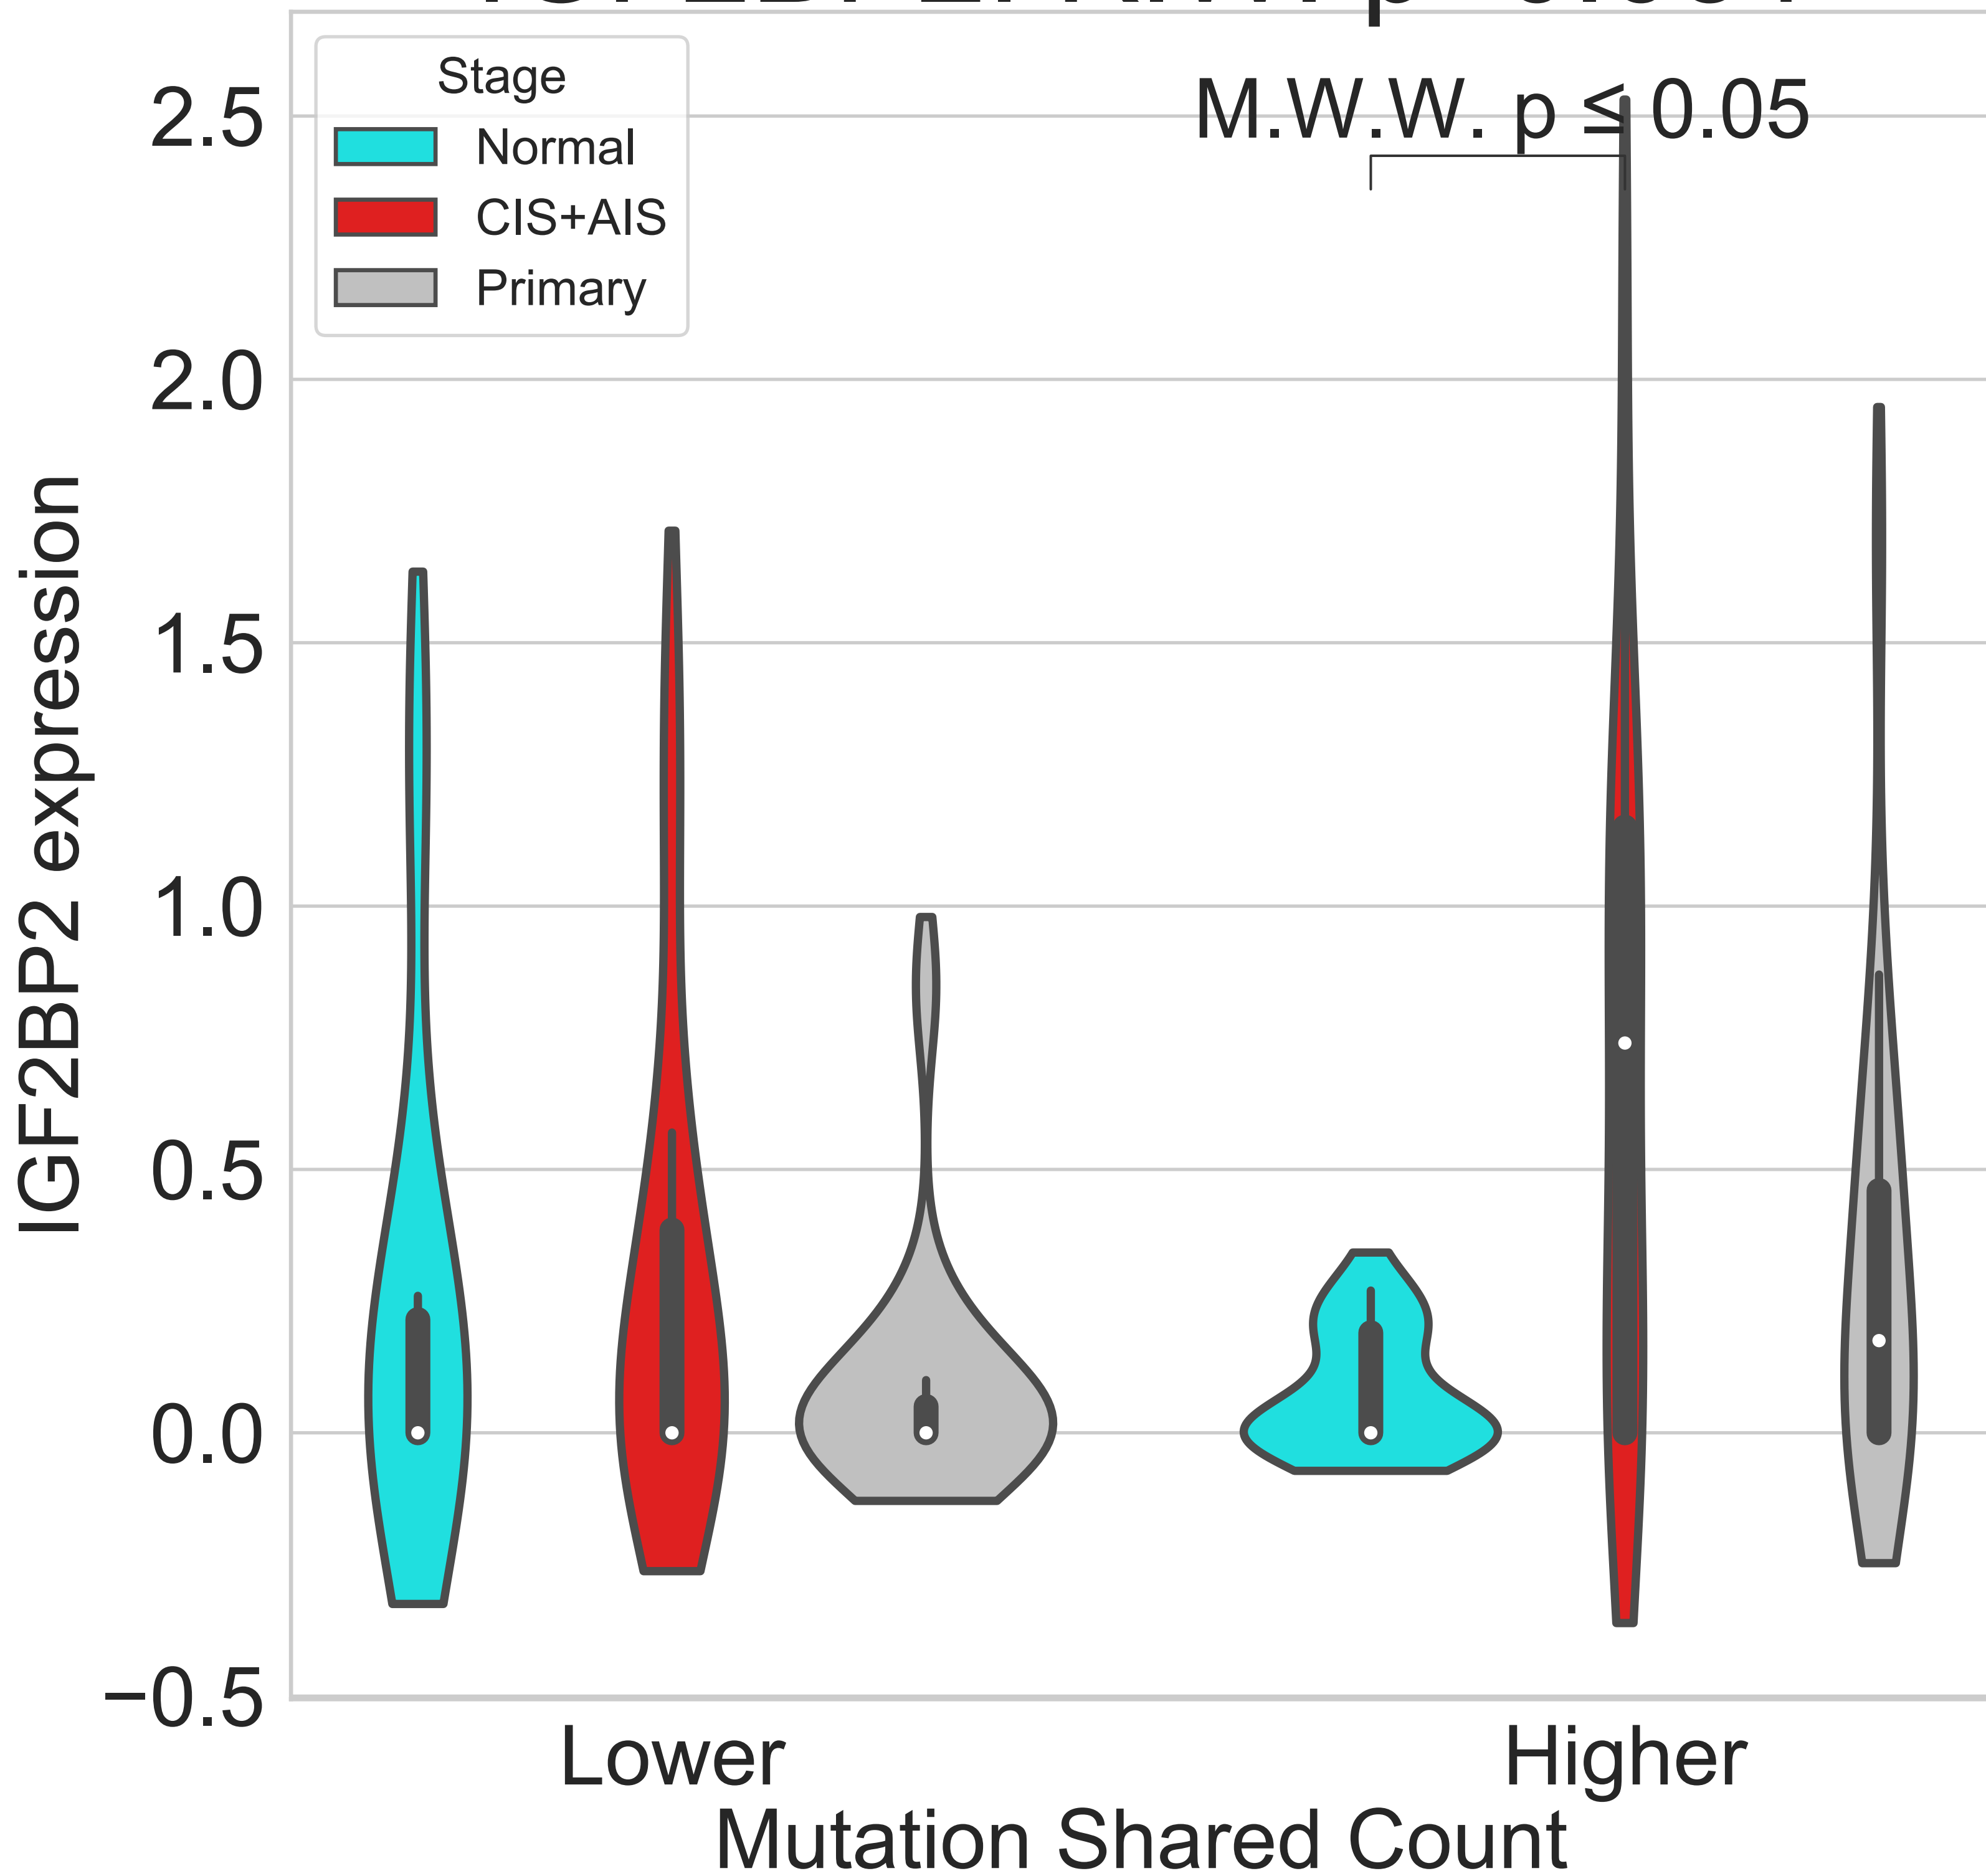 Stage
Normal
CIS+AIS
Primary
M.W.W. p ≤ 0.05
2.5
2.0
1.5
1.0
0.5
0.0
−0.5
IGF2BP2 expression
Lower
Higher
Mutation Shared Count